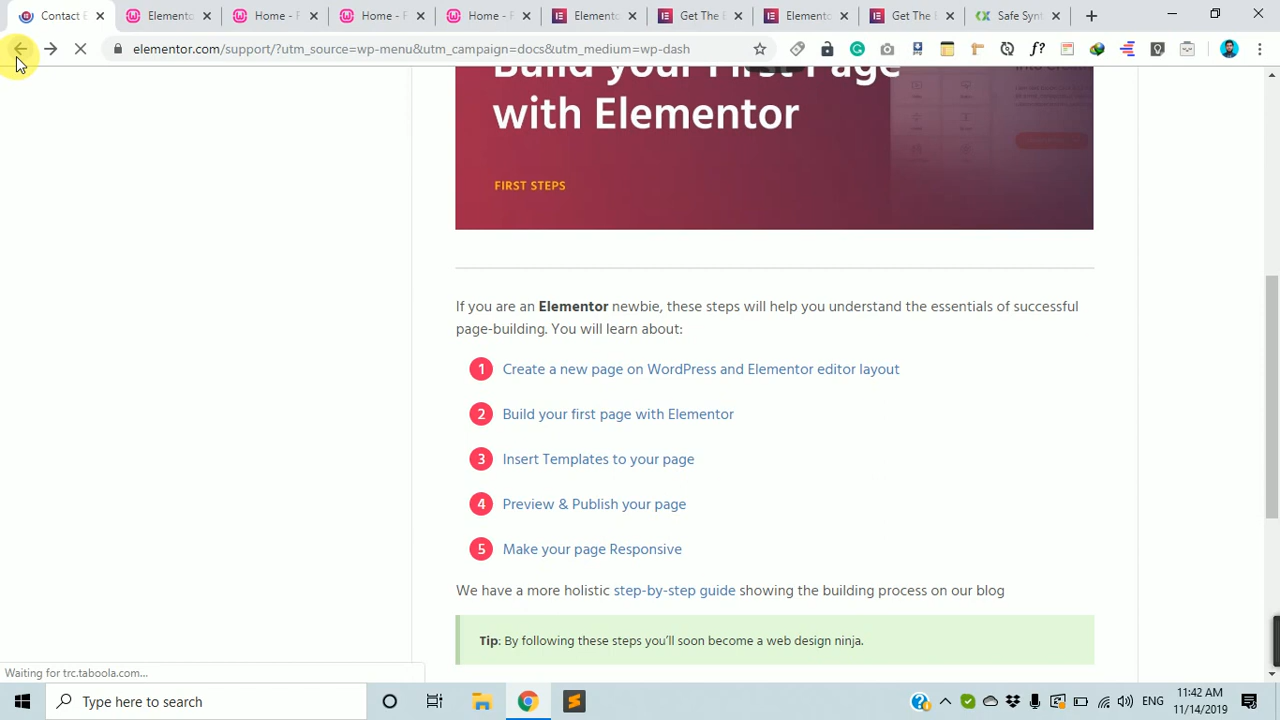 Contact E
Elemento
Home - F
Home - F
Home - F
Elemento
Get The E
Elemento
Get The E
Safe Synt
elementor.com/support/?utm_source=wp-menu&utm_campaign=docs&utm_medium=wp-dash
Build your First Page
with Elementor
FIRST STEPS
If you are an Elementor newbie, these steps will help you understand the essentials of successful
page-building. You will learn about:
1 Create a new page on WordPress and Elementor editor layout
2 Build your first page with Elementor
3 Insert Templates to your page
4 Preview & Publish your page
5 Make your page Responsive
We have a more holistic step-by-step guide showing the building process on our blog
Tip: By following these steps you'll soon become a web design ninja.
Waiting for trc.taboola.com...
Type here to search
ENG
11:42 AM
11/14/2019